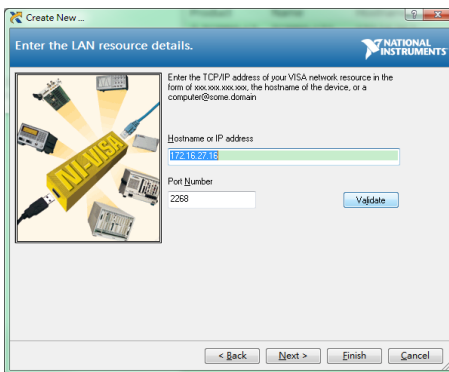 Create New ...
Enter the LAN resource details.
NATIONAL
INSTRUMENTS
Enter the TCP/IP address of your VISA network resource in the
form of xxx.xxx.xxx.xxx, the hostname of the device, or a
computer@some.domain
Hostname or IP address
172.16.27.16
Port Number
2268
Validate
NI-VISA
< Back
Next >
Finish
Cancel